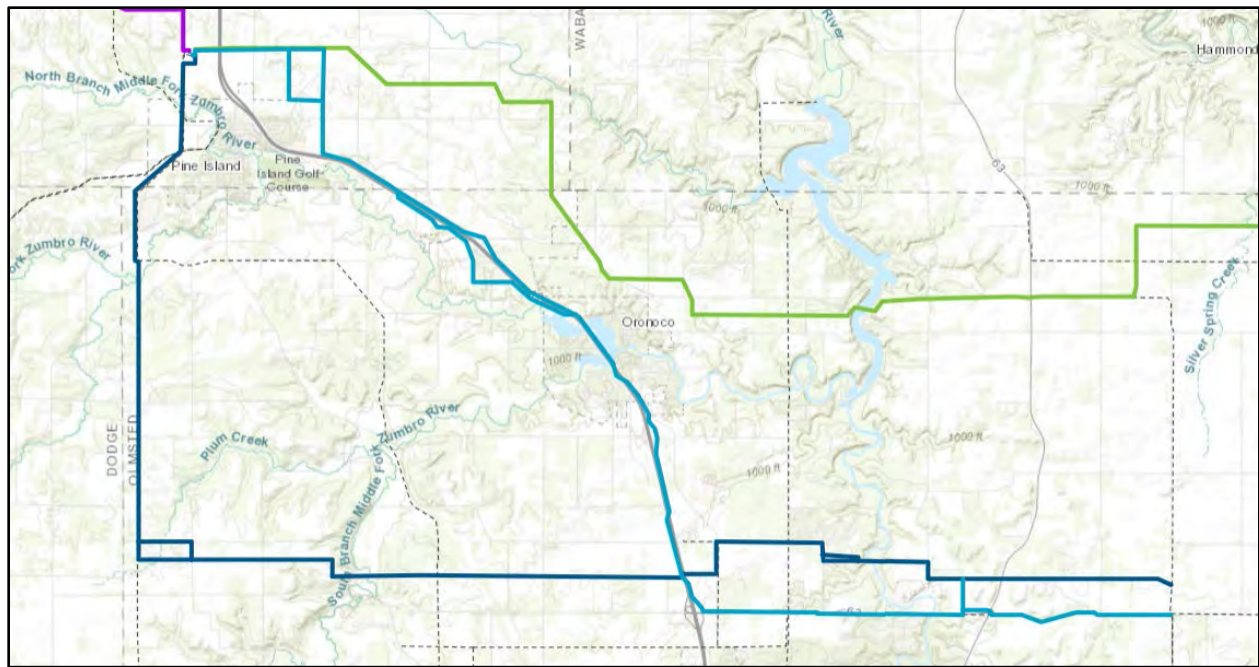 1000 ft
River
WABA
Hammond
North Branch Middle Fork Zumbro
River
Pine Island
Pine
Island Golf
Course
63
1000 ft
1000 ft
ork Zumbro River
Silver Spring Creek
Oronoco
1000 ft
DODGE
OLMSTED
Plum Creek
South Branch Middle Fork Zumbro River
1000 ft
1000 ft
63